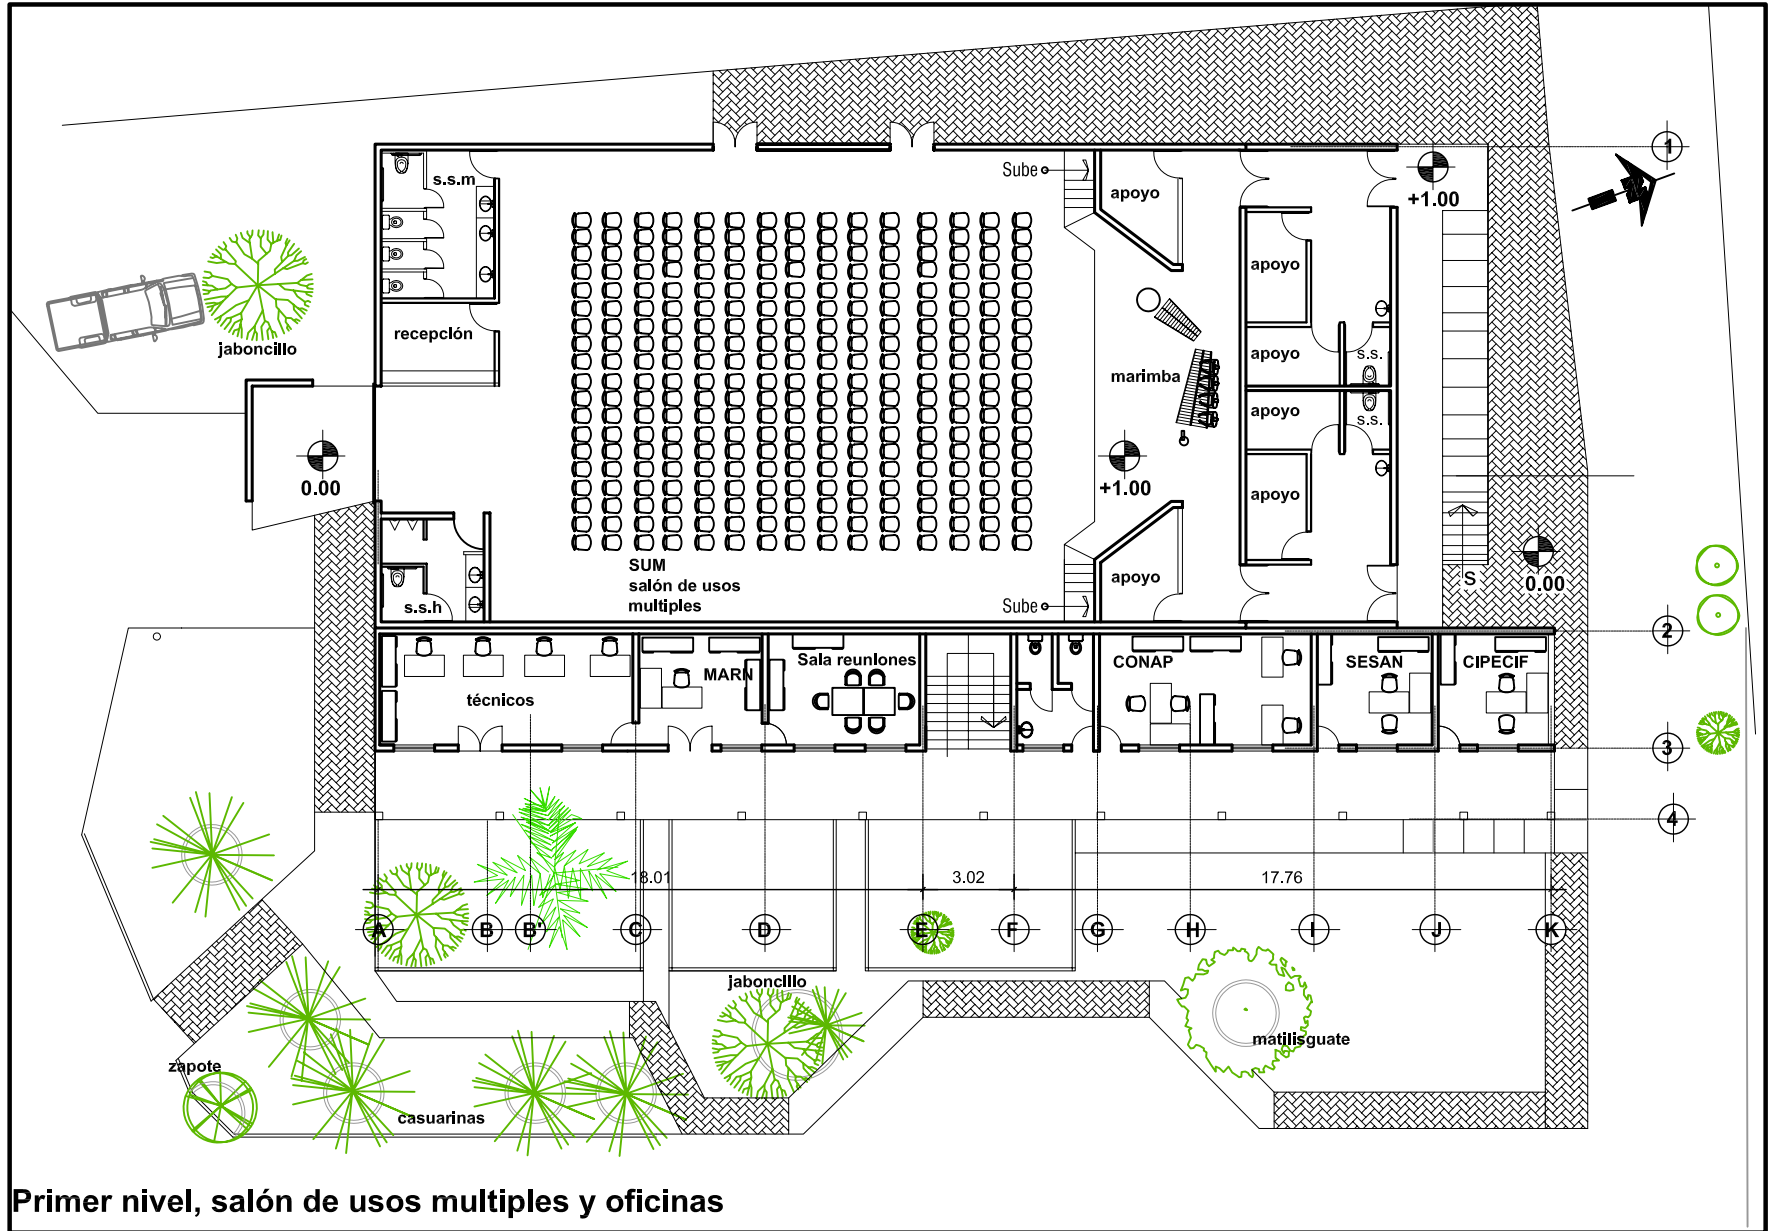 1
Sube
s.s.m
apoyo
+1.00
apoyo
recepción
jaboncillo
apoyo
s.s.
marimba
apoyo
s.s.
0.00
+1.00
apoyo
SUM
salón de usos
multiples
apoyo
S
0.00
s.s.h
Sube
2
técnicos
MARN
Sala reunIones
CONAP
SESAN
CIPECIF
3
4
18.01
3.02
17.76
A
B
B'
C
D
E
F
G
H
I
J
K
jaboncIllo
matilisguate
zapote
casuarinas
Primer nivel, salón de usos multiples y oficinas